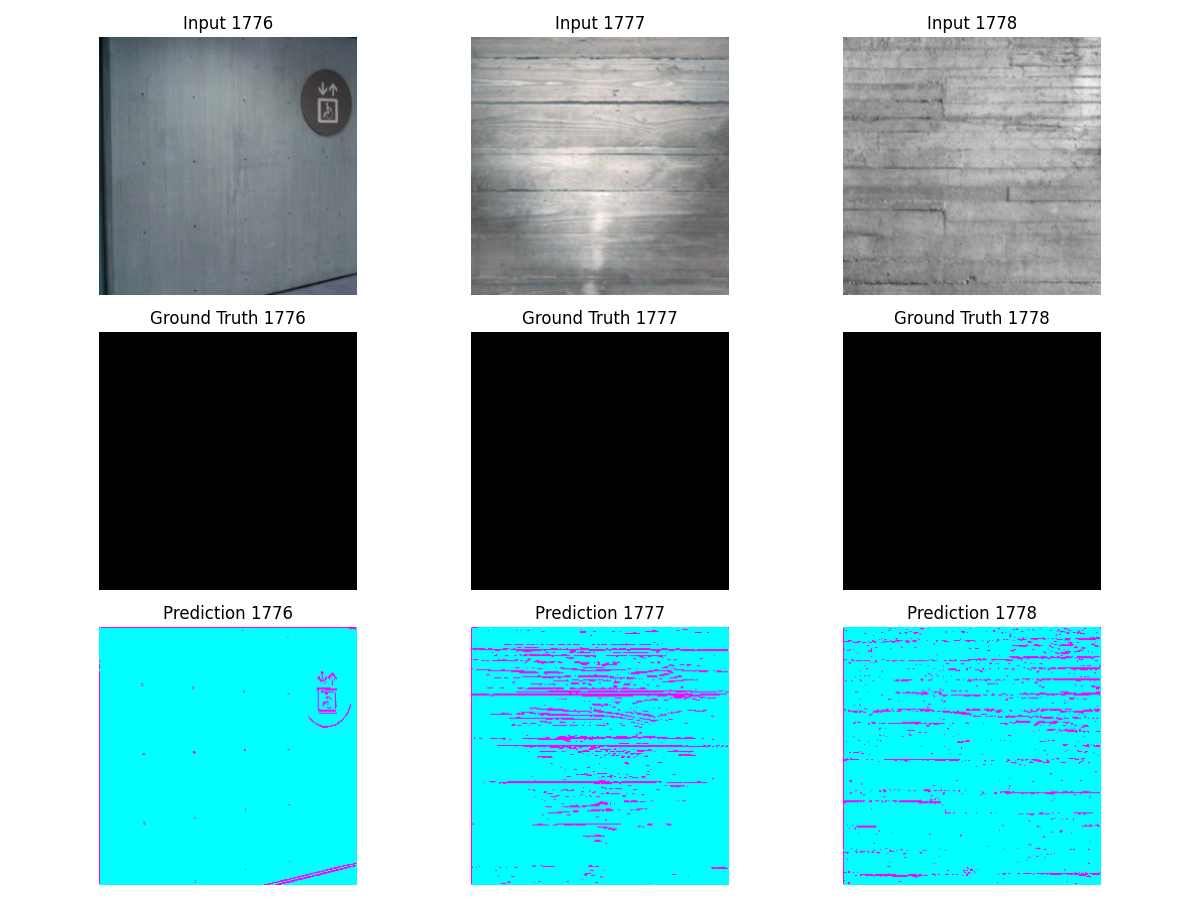 Input 1776
Input 1777
Input 1778
Ground Truth 1776
Ground Truth 1777
Ground Truth 1778
Prediction 1776
Prediction 1777
Prediction 1778